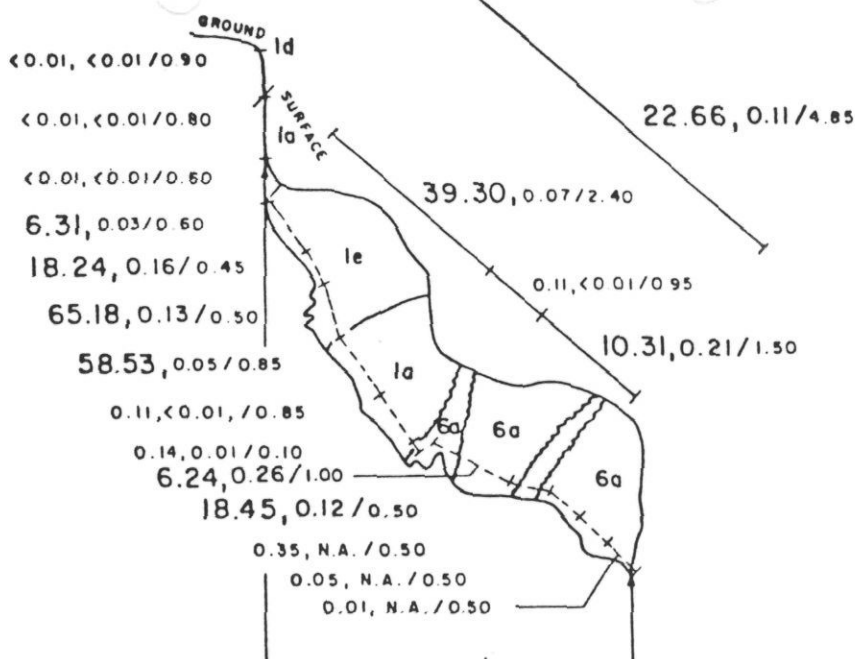 GROUND
1d
<0.01, <0.01/0.90
SURFACE
22.66, 0.11/4.85
<0.01, <0.01/0.80
1a
<0.01, <0.01/0.60
39.30, 0.07/2.40
6.31, 0.03/0.60
1e
18.24, 0.16/0.45
0.11, <0.01/0.95
65.18, 0.13/0.50
10.31, 0.21/1.50
58.53, 0.05/0.85
1a
0.11, <0.01, /0.85
6a
6a
0.14, 0.01/0.10
6.24, 0.26/1.00
6a
18.45, 0.12/0.50
0.35, N.A./0.50
0.05, N.A./0.50
0.01, N.A./0.50